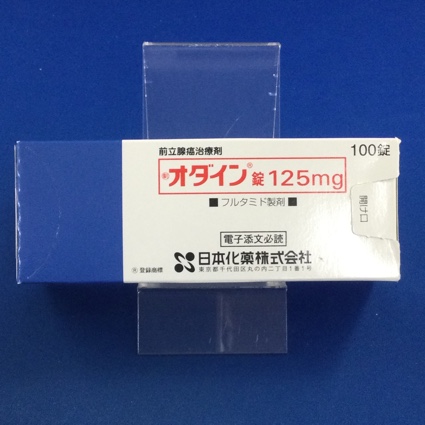 前立腺癌治療剤
100錠
®オダイン®錠125mg
■フルタミド製剤■
開け口
電子添文必読
日本化薬株式会社
東京都千代田区丸の内二丁目1番1号
®登録商標